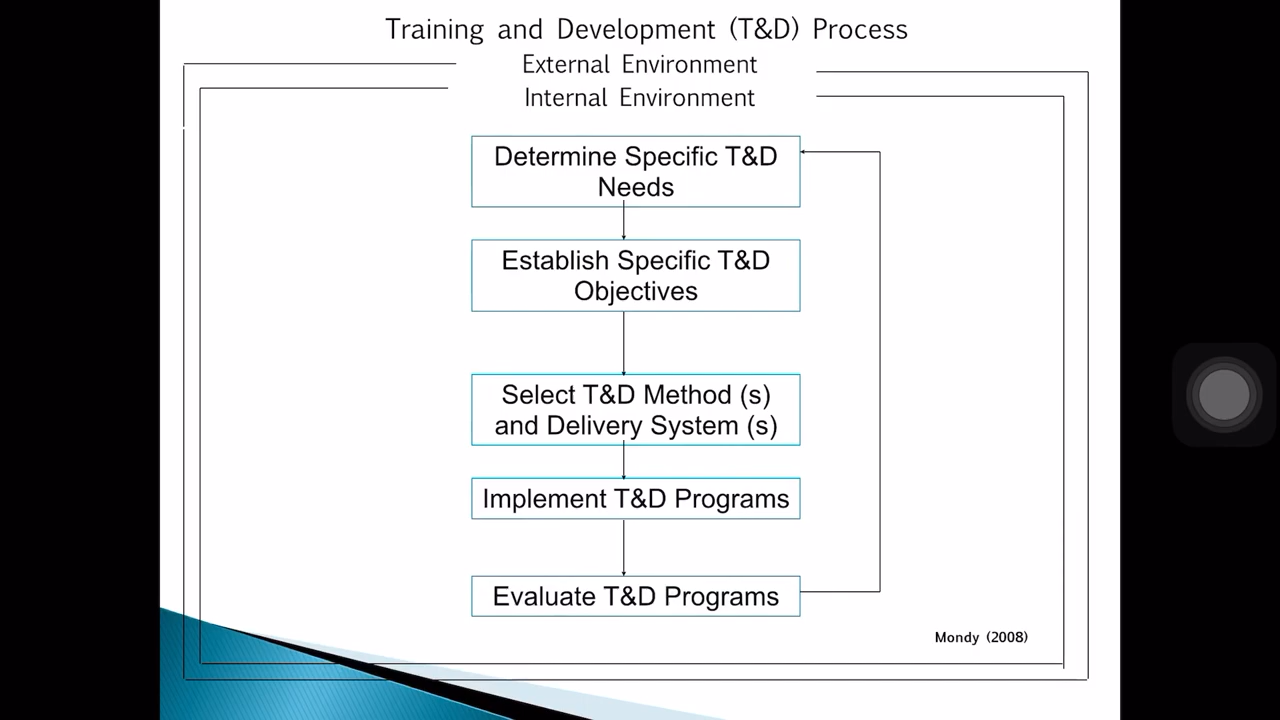 Training and Development (T&D) Process
External Environment
Internal Environment
Determine Specific T&D
Needs
Establish Specific T&D
Objectives
Select T&D Method (s)
and Delivery System (s)
Implement T&D Programs
Evaluate T&D Programs
Mondy (2008)